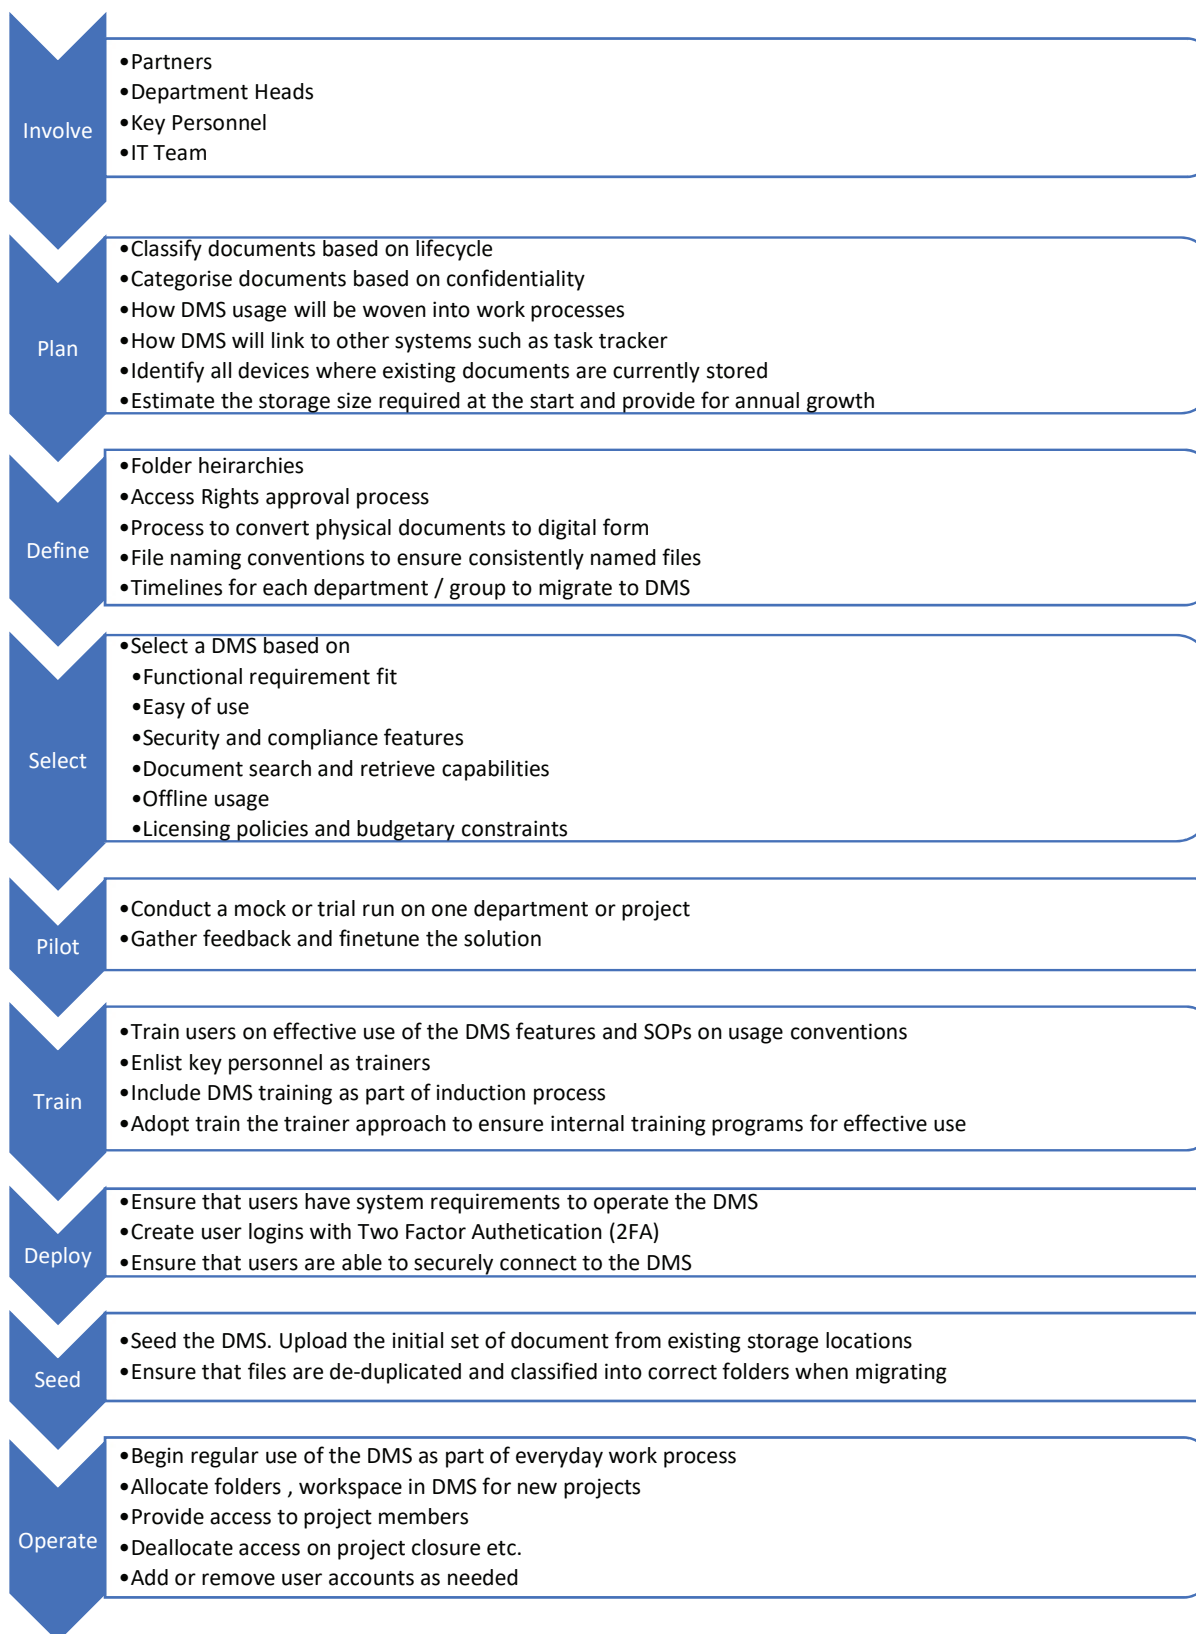 Involve
•Partners
•Department Heads
•Key Personnel
•IT Team
Plan
•Classify documents based on lifecycle
•Categorise documents based on confidentiality
•How DMS usage will be woven into work processes
•How DMS will link to other systems such as task tracker
•Identify all devices where existing documents are currently stored
•Estimate the storage size required at the start and provide for annual growth
Define
•Folder heirarchies
•Access Rights approval process
•Process to convert physical documents to digital form
•File naming conventions to ensure consistently named files
•Timelines for each department / group to migrate to DMS
Select
•Select a DMS based on
•Functional requirement fit
•Easy of use
•Security and compliance features
•Document search and retrieve capabilities
•Offline usage
•Licensing policies and budgetary constraints
Pilot
•Conduct a mock or trial run on one department or project
•Gather feedback and finetune the solution
Train
•Train users on effective use of the DMS features and SOPs on usage conventions
•Enlist key personnel as trainers
•Include DMS training as part of induction process
•Adopt train the trainer approach to ensure internal training programs for effective use
Deploy
•Ensure that users have system requirements to operate the DMS
•Create user logins with Two Factor Authetication (2FA)
•Ensure that users are able to securely connect to the DMS
Seed
•Seed the DMS. Upload the initial set of document from existing storage locations
•Ensure that files are de-duplicated and classified into correct folders when migrating
Operate
•Begin regular use of the DMS as part of everyday work process
•Allocate folders , workspace in DMS for new projects
•Provide access to project members
•Deallocate access on project closure etc.
•Add or remove user accounts as needed